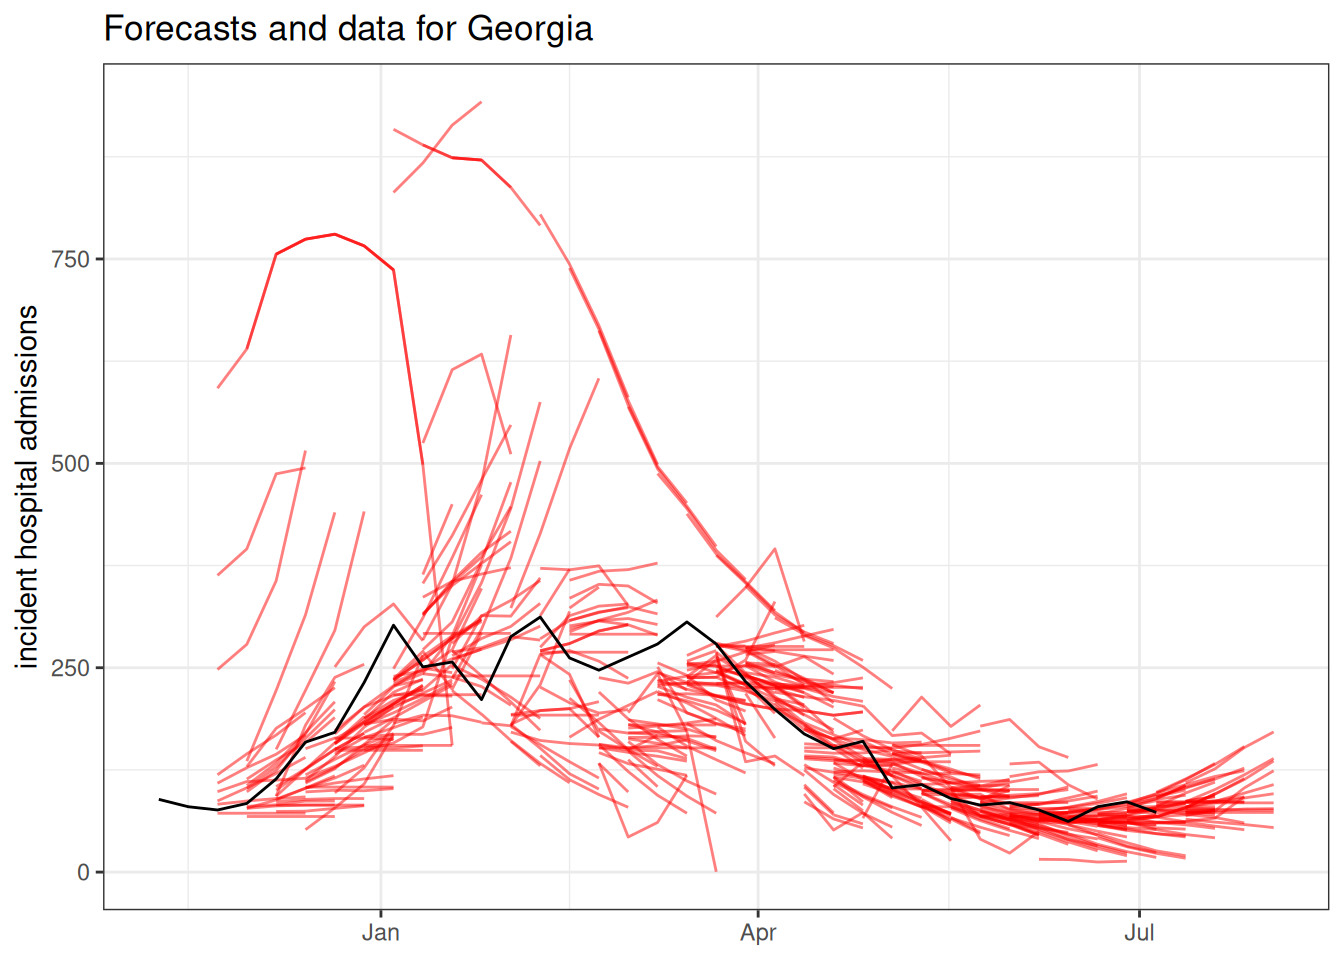 Forecasts and data for Georgia
incident hospital admissions
750
500
250
0
Jan
Apr
Jul